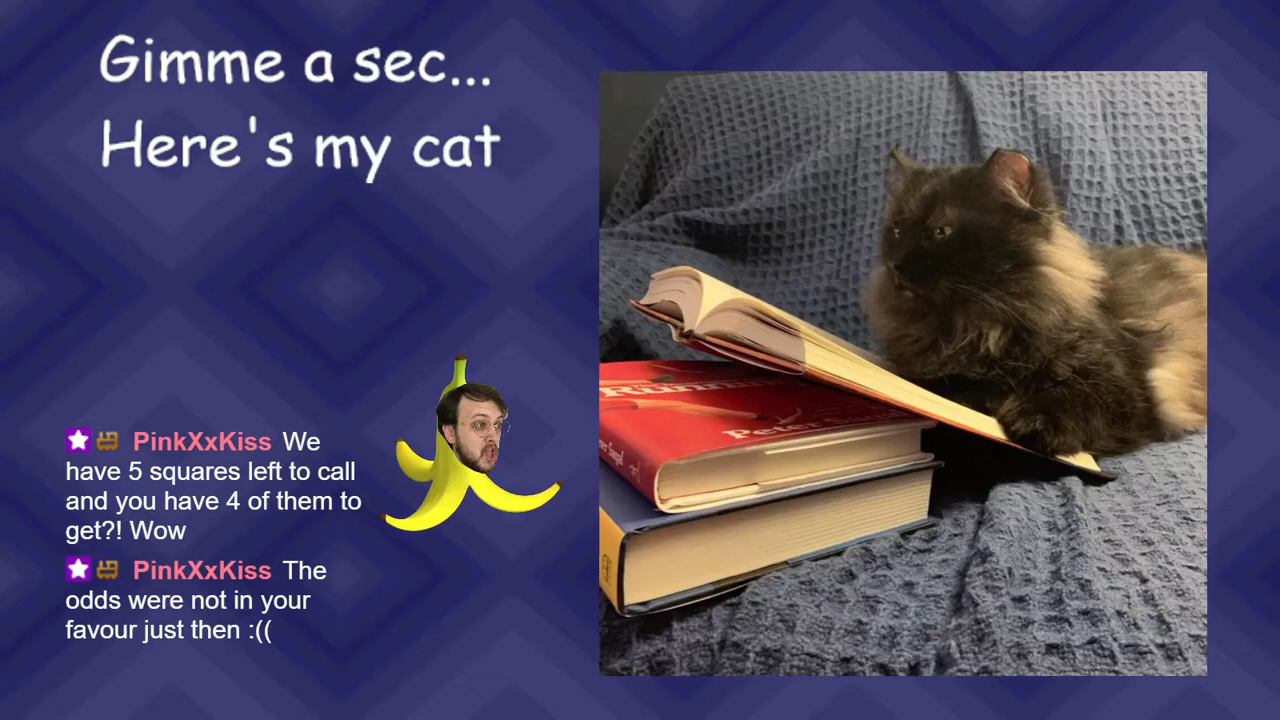 Gimme a sec...
Here's my cat
PinkXxKiss We
have 5 squares left to call
and you have 4 of them to
get?! Wow
PinkXxKiss The
odds were not in your
favour just then :((
Peter